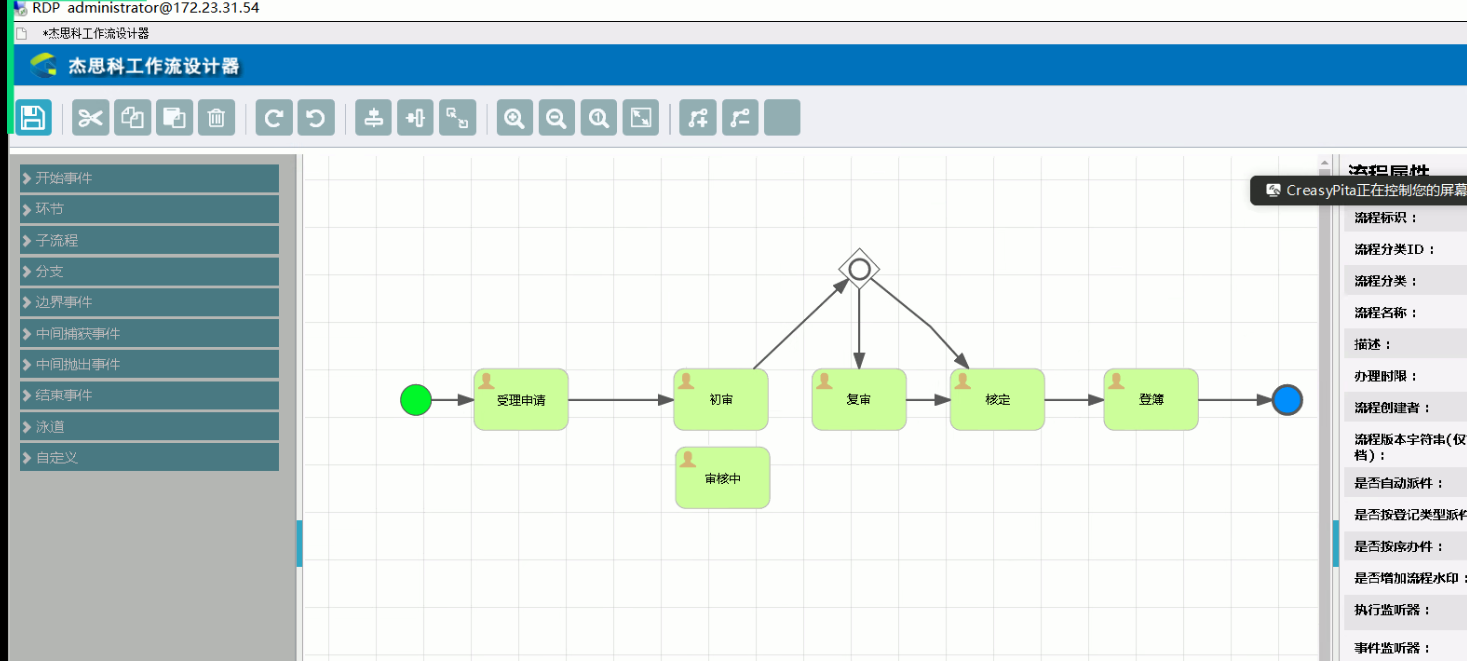 RDP administrator@172.23.31.54
*杰思科工作流设计器
杰思科工作流设计器
开始事件
环节
子流程
分支
边界事件
中间捕获事件
中间抛出事件
结束事件
泳道
自定义
受理申请
初审
复审
核定
登簿
审核中
流程属性
CreasyPita正在控制您的屏幕
流程标识：
流程分类ID：
流程分类：
流程名称：
描述：
办理时限：
流程创建者：
流程版本字符串(仅
档)：
是否自动派件：
是否按登记类型派件
是否按序办件：
是否增加流程水印：
执行监听器：
事件监听器：